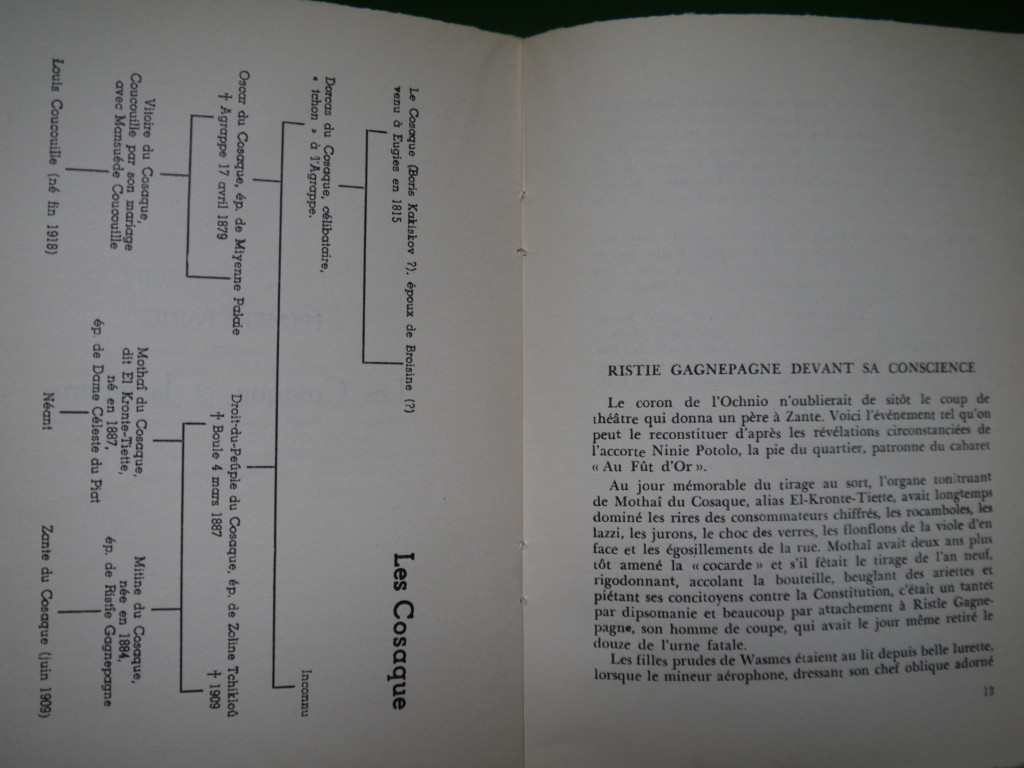 Les Cosaque
Le Cosaque (Boris Kakiskov ?). époux de Broisine (?)
venu à Eugies en 1815
Darcas du Cosaque, célibataire,
« tchon » à l'Agrappe.
Inconnu
Oscar du Cosaque, ép. de Miyenne Palaie
† Agrappe 17 avril 1879
Droit-du-Peûple du Cosaque, ép. de Zoline Tchikloû
† Boule 4 mars 1887
† 1909
Vitoire du Cosaque,
Coucouille par son mariage
avec Mansuéde Coucouille
Mothaî du Cosaque,
dit El Kronte-Tiette,
né en 1887,
ép. de Dame Céleste du Piat
Mitine du Cosaque,
née en 1884,
ép. de Ristie Gagnepagne
Louis Coucouille (né fin 1918)
Néant
Zante du Cosaque (juin 1909)
RISTIE GAGNEPAGNE DEVANT SA CONSCIENCE
Le coron de l'Ochnio n'oublierait de sitôt le coup de
théâtre qui donna un père à Zante. Voici l'événement tel qu'on
peut le reconstituer d'après les révélations circonstanciées de
l'accorte Ninie Potolo, la pie du quartier, patronne du cabaret
« Au Fût d'Or ».
Au jour mémorable du tirage au sort, l'organe tonitruant
de Mothaî du Cosaque, alias El-Kronte-Tiette, avait longtemps
dominé les rires des consommateurs chiffrés, les rocamboles, les
lazzi, les jurons, le choc des verres, les flonflons de la viole d'en
face et les égosillements de la rue. Mothaî avait deux ans plus
tôt amené la « cocarde » et s'il fêtait le tirage de l'an neuf,
rigodonnant, accolant la bouteille, beuglant des ariettes et
piétant ses concitoyens contre la Constitution, c'était un tantet
par dipsomanie et beaucoup par attachement à Ristie Gagne-
pagne, son homme de coupe, qui avait le jour même retiré le
douze de l'urne fatale.
Les filles prudes de Wasmes étaient au lit depuis belle lurette,
lorsque le mineur aérophone, dressant son chef oblique adorné
13